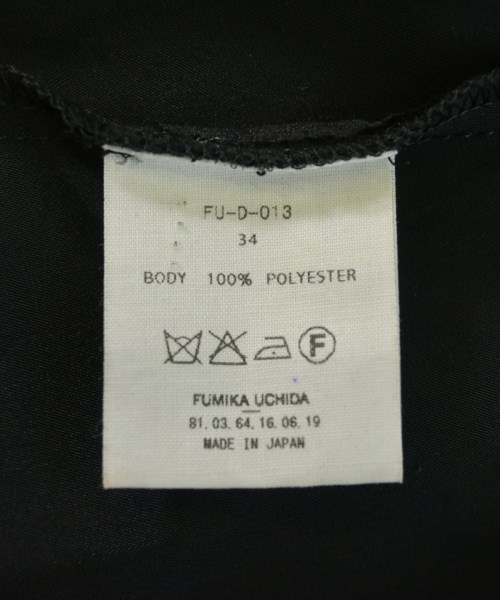 FU-D-013
34
BODY 100% POLYESTER
F
FUMIKA UCHIDA
81.03.64.16.06.19
MADE IN JAPAN